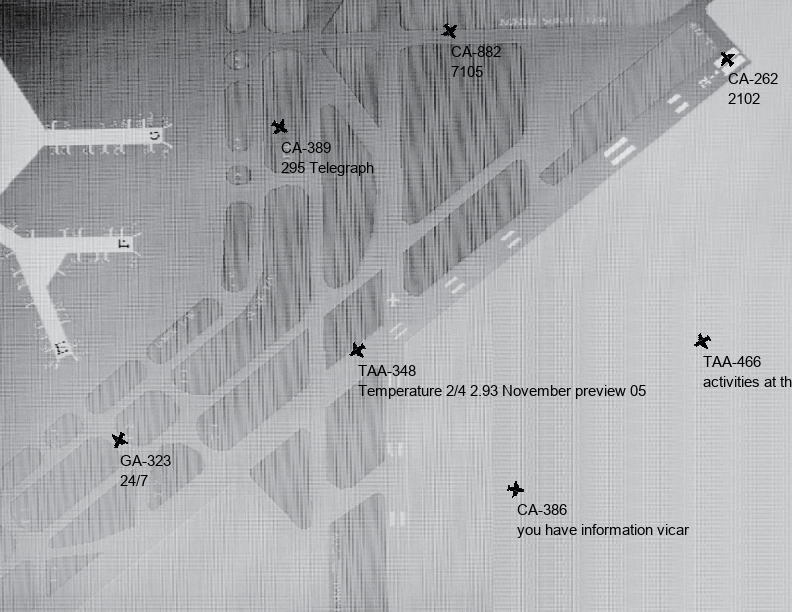 CA-882
7105
CA-262
2102
CA-389
295 Telegraph
TAA-348
Temperature 2/4 2.93 November preview 05
TAA-466
activities at th
GA-323
24/7
CA-386
you have information vicar